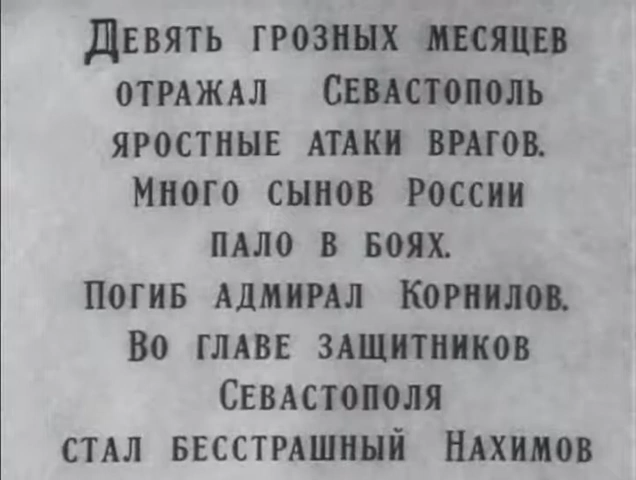 Девять грозных месяцев
отражал Севастополь
яростные атаки врагов.
Много сынов России
пало в боях.
Погиб адмирал Корнилов.
Во главе защитников
Севастополя
стал бесстрашный Нахимов